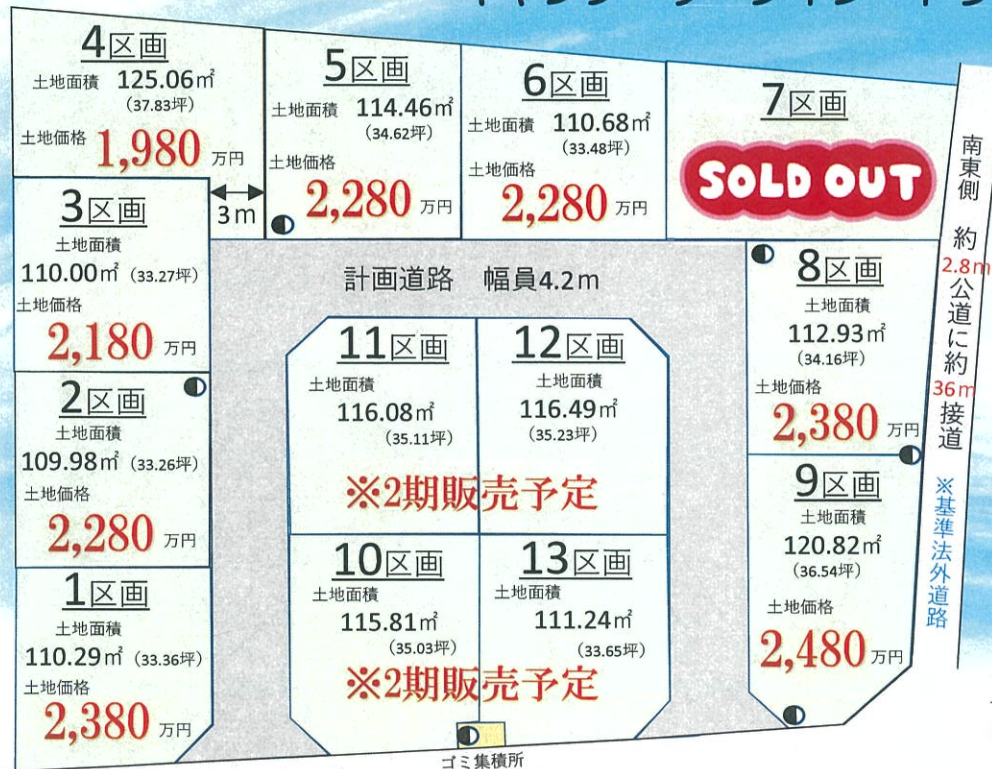 4区画
土地面積 125.06㎡
(37.83坪)
土地価格 1,980 万円
5区画
土地面積 114.46㎡
(34.62坪)
土地価格
2,280 万円
6区画
土地面積 110.68㎡
(33.48坪)
土地価格
2,280 万円
7区画
SOLD OUT
3m
3区画
土地面積
110.00㎡ (33.27坪)
土地価格
2,180 万円
計画道路 幅員4.2m
8区画
土地面積
112.93㎡
(34.16坪)
土地価格
2,380 万円
南東側 約2.8m公道に約36m接道
※基準法外道路
2区画
土地面積
109.98㎡ (33.26坪)
土地価格
2,280 万円
11区画
土地面積
116.08㎡
(35.11坪)
12区画
土地面積
116.49㎡
(35.23坪)
※2期販売予定
9区画
土地面積
120.82㎡
(36.54坪)
土地価格
2,480 万円
1区画
土地面積
110.29㎡ (33.36坪)
土地価格
2,380 万円
10区画
土地面積
115.81㎡
(35.03坪)
13区画
土地面積
111.24㎡
(33.65坪)
※2期販売予定
ゴミ集積所